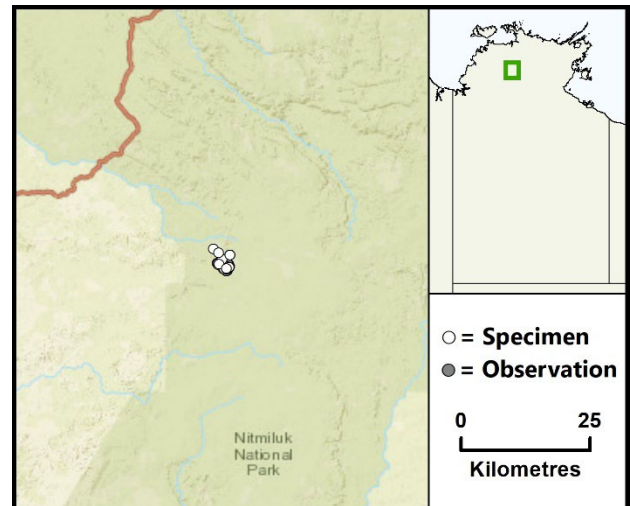 Nitmiluk
National
Park
= Specimen
= Observation
0 25
Kilometres